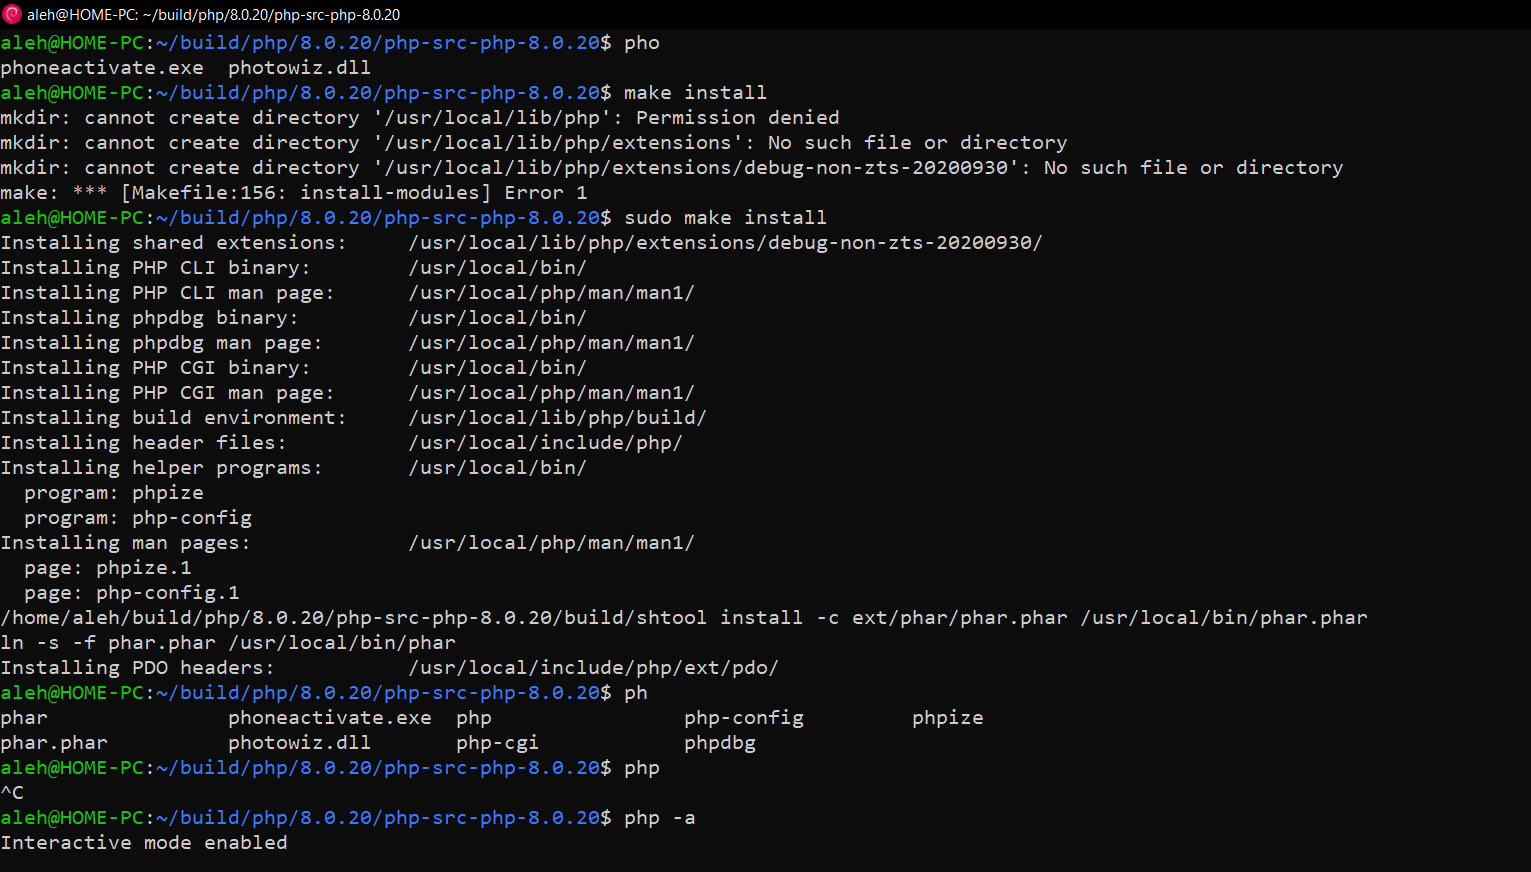 aleh@HOME-PC: ~/build/php/8.0.20/php-src-php-8.0.20
aleh@HOME-PC:~/build/php/8.0.20/php-src-php-8.0.20$ pho
phoneactivate.exe  photowiz.dll
aleh@HOME-PC:~/build/php/8.0.20/php-src-php-8.0.20$ make install
mkdir: cannot create directory '/usr/local/lib/php': Permission denied
mkdir: cannot create directory '/usr/local/lib/php/extensions': No such file or directory
mkdir: cannot create directory '/usr/local/lib/php/extensions/debug-non-zts-20200930': No such file or directory
make: *** [Makefile:156: install-modules] Error 1
aleh@HOME-PC:~/build/php/8.0.20/php-src-php-8.0.20$ sudo make install
Installing shared extensions:     /usr/local/lib/php/extensions/debug-non-zts-20200930/
Installing PHP CLI binary:        /usr/local/bin/
Installing PHP CLI man page:      /usr/local/php/man/man1/
Installing phpdbg binary:         /usr/local/bin/
Installing phpdbg man page:       /usr/local/php/man/man1/
Installing PHP CGI binary:        /usr/local/bin/
Installing PHP CGI man page:      /usr/local/php/man/man1/
Installing build environment:     /usr/local/lib/php/build/
Installing header files:          /usr/local/include/php/
Installing helper programs:       /usr/local/bin/
  program: phpize
  program: php-config
Installing man pages:             /usr/local/php/man/man1/
  page: phpize.1
  page: php-config.1
/home/aleh/build/php/8.0.20/php-src-php-8.0.20/build/shtool install -c ext/phar/phar.phar /usr/local/bin/phar.phar
ln -s -f phar.phar /usr/local/bin/phar
Installing PDO headers:           /usr/local/include/php/ext/pdo/
aleh@HOME-PC:~/build/php/8.0.20/php-src-php-8.0.20$ ph
phar               phoneactivate.exe  php                php-config         phpize
phar.phar          photowiz.dll       php-cgi            phpdbg
aleh@HOME-PC:~/build/php/8.0.20/php-src-php-8.0.20$ php
^C
aleh@HOME-PC:~/build/php/8.0.20/php-src-php-8.0.20$ php -a
Interactive mode enabled